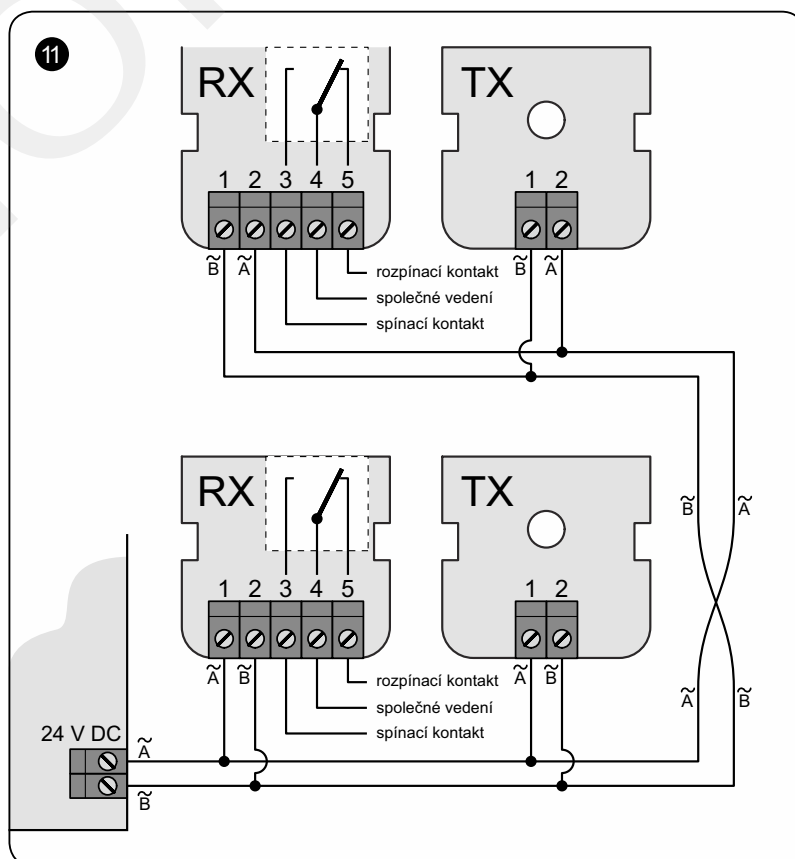 11
RX
TX
1 2 3 4 5
1 2
B̃ Ã
B̃ Ã
rozpínací kontakt
společné vedení
spínací kontakt
RX
TX
B̃ Ã
1 2 3 4 5
1 2
Ã B̃
Ã B̃
rozpínací kontakt
společné vedení
spínací kontakt
Ã B̃
24 V DC
Ã
B̃